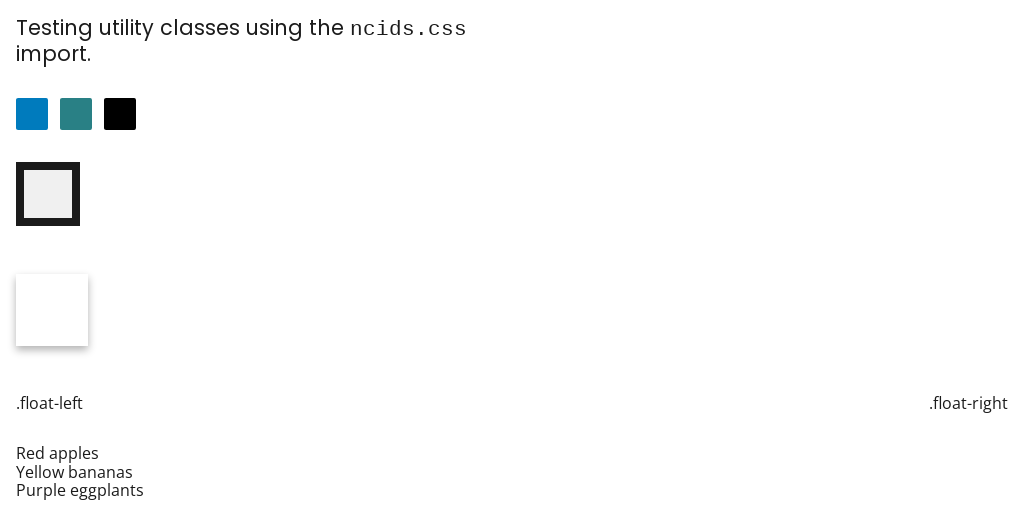 Testing utility classes using the ncids.css
import.
.float-left .float-right
Red apples
Yellow bananas
Purple eggplants